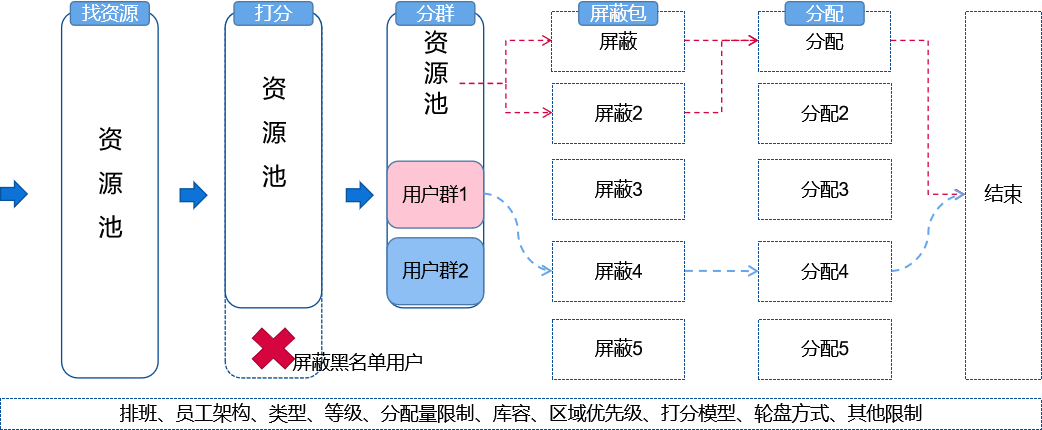 找资源
打分
分群
屏蔽包
分配
资
源
池
资
源
池
屏蔽黑名单用户
资
源
池
用户群1
用户群2
屏蔽
屏蔽2
屏蔽3
屏蔽4
屏蔽5
分配
分配2
分配3
分配4
分配5
结束
排班、员工架构、类型、等级、分配量限制、库容、区域优先级、打分模型、轮盘方式、其他限制